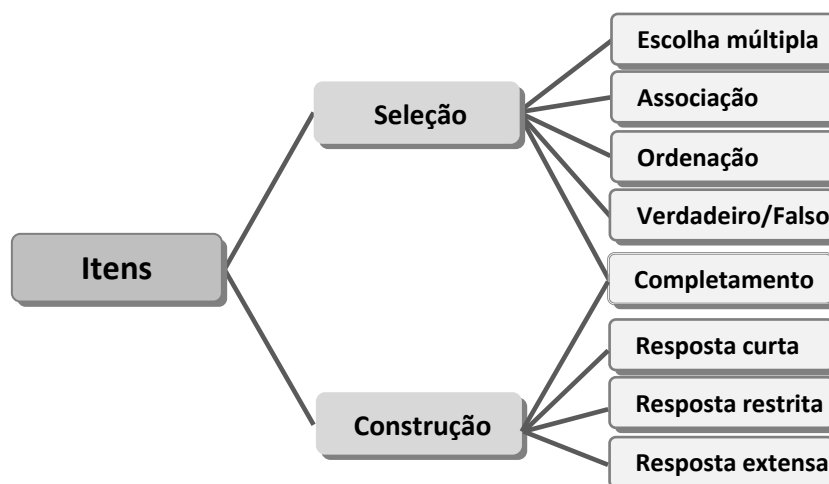 Escolha múltipla
Associação
Seleção
Ordenação
Verdadeiro/Falso
Itens
Completamento
Resposta curta
Resposta restrita
Construção
Resposta extensa